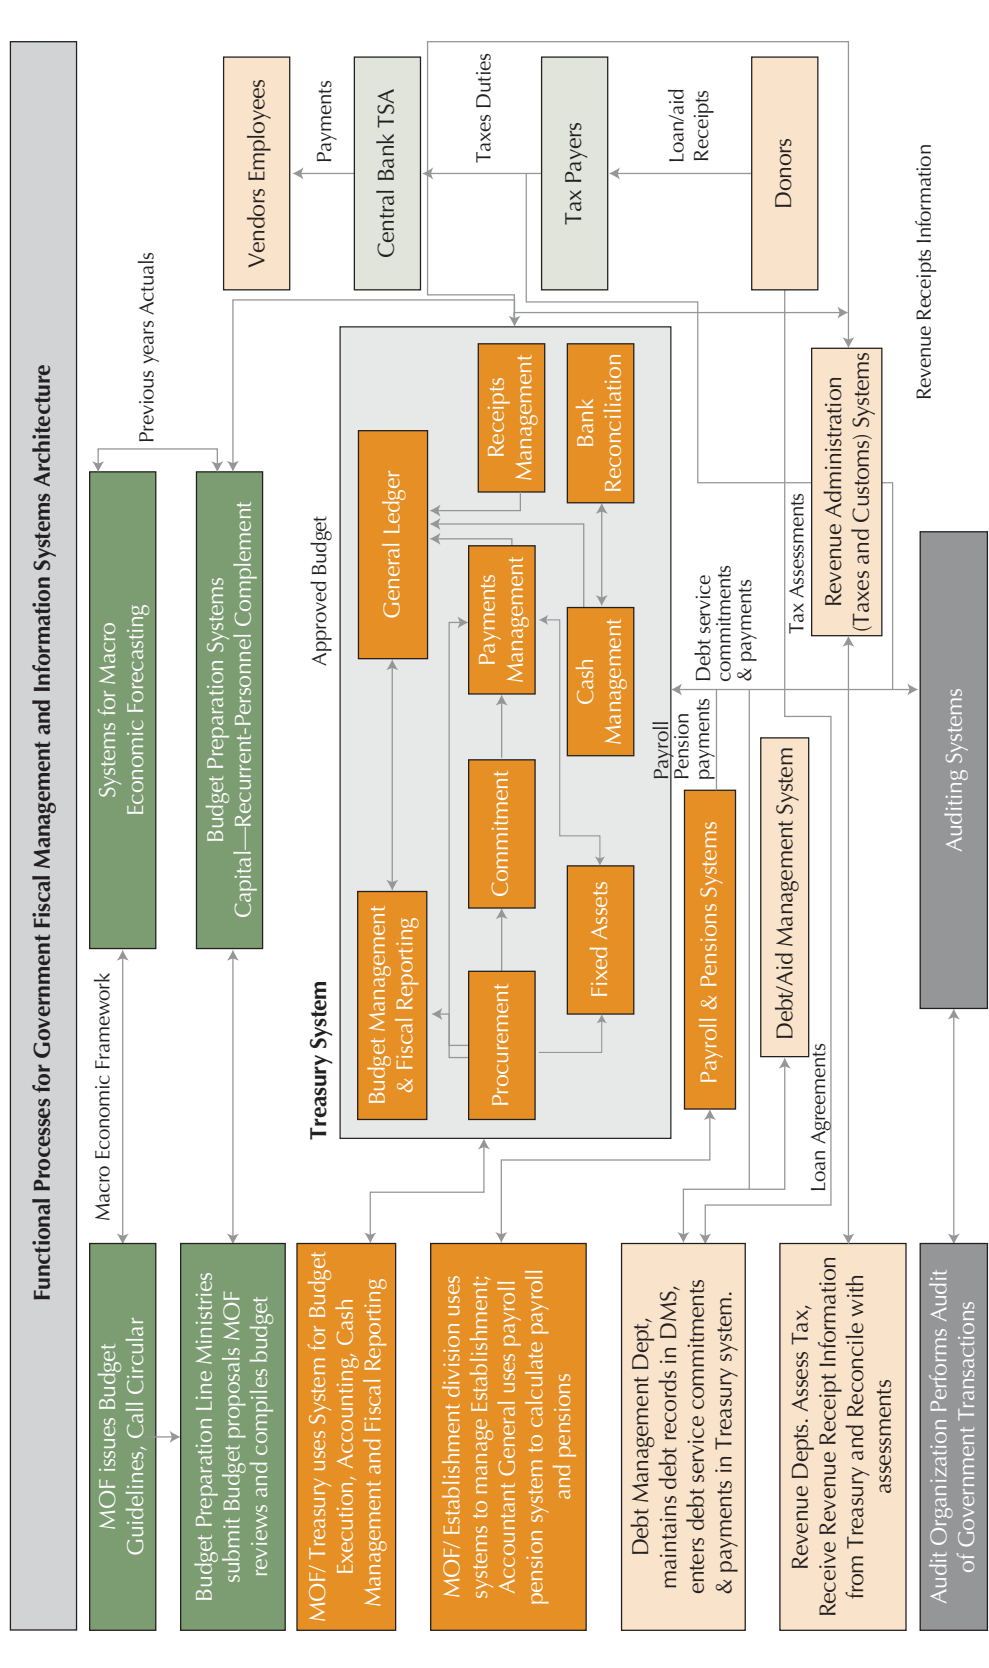 Functional Processes for Government Fiscal Management and Information Systems Architecture
MOF issues Budget
Guidelines, Call Circular
Macro Economic Framework
Systems for Macro
Economic Forecasting
Previous years Actuals
Budget Preparation Line Ministries
submit Budget proposals MOF
reviews and compiles budget
Budget Preparation Systems
Capital—Recurrent-Personnel Complement
Vendors Employees
Payments
Central Bank TSA
Taxes Duties
Tax Payers
Loan/aid
Receipts
Donors
MOF/ Treasury uses System for Budget
Execution, Accounting, Cash
Management and Fiscal Reporting
Treasury System
Approved Budget
Budget Management
& Fiscal Reporting
General Ledger
Procurement
Commitment
Payments
Management
Receipts
Management
Fixed Assets
Cash
Management
Bank
Reconciliation
MOF/ Establishment division uses
systems to manage Establishment;
Accountant General uses payroll
pension system to calculate payroll
and pensions
Payroll & Pensions Systems
Payroll
Pension
payments
Debt service
commitments
& payments
Debt Management Dept,
maintains debt records in DMS,
enters debt service commitments
& payments in Treasury system.
Debt/Aid Management System
Loan Agreements
Tax Assessments
Revenue Depts. Assess Tax,
Receive Revenue Receipt Information
from Treasury and Reconcile with
assessments
Revenue Administration
(Taxes and Customs) Systems
Revenue Receipts Information
Audit Organization Performs Audit
of Government Transactions
Auditing Systems